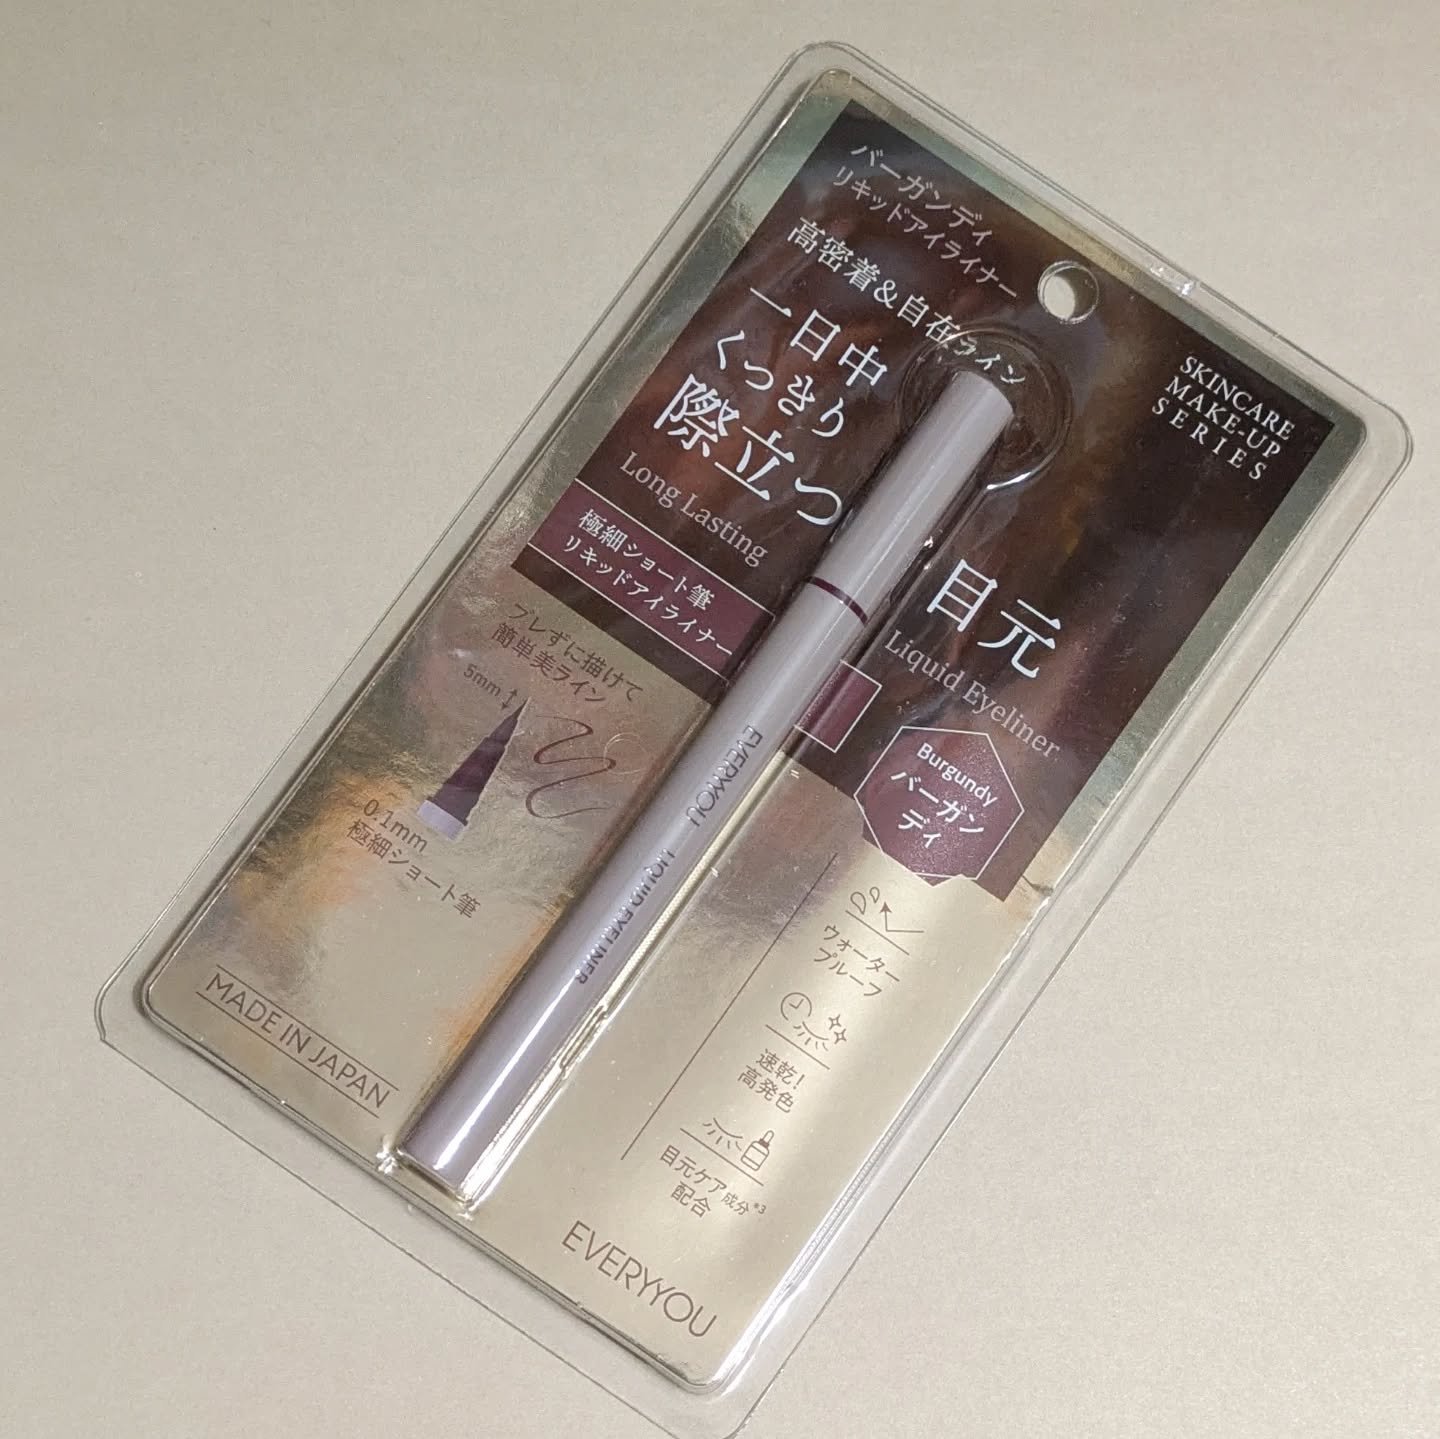 バーガンディ
リキッドアイライナー
高密着&自在ライン
一日中
くっきり
際立つ
Long Lasting
極細ショート筆
リキッドアイライナー
ブレずに描けて
簡単美ライン
5mm
0.1mm
極細ショート筆
MADE IN JAPAN
SKINCARE
MAKE-UP
SERIES
目元
Liquid Eyeliner
Burgundy
バーガン
ディ
EVERYYOU LIQUID EYELINER
ウォーター
プルーフ
速乾!
高発色
目元ケア成分*3
配合
EVERYYOU